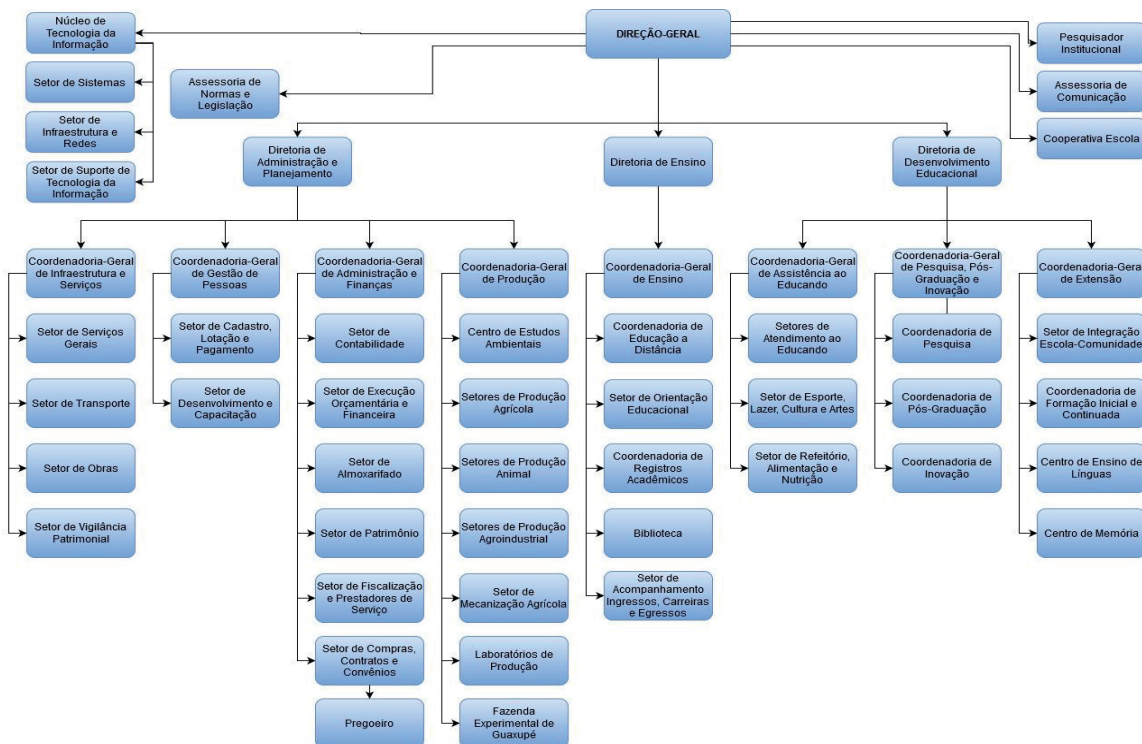 Núcleo de
Tecnologia da
Informação
DIREÇÃO-GERAL
Pesquisador
Institucional
Setor de Sistemas
Assessoria de
Normas e
Legislação
Assessoria de
Comunicação
Setor de
Infraestrutura e
Redes
Cooperativa Escola
Setor de Suporte de
Tecnologia da
Informação
Diretoria de
Administração e
Planejamento
Diretoria de Ensino
Diretoria de
Desenvolvimento
Educacional
Coordenadoria-Geral
de Infraestrutura e
Serviços
Coordenadoria-Geral
de Gestão de
Pessoas
Coordenadoria-Geral
de Administração e
Finanças
Coordenadoria-Geral
de Produção
Coordenadoria-Geral
de Ensino
Coordenadoria-Geral
de Assistência ao
Educando
Coordenadoria-Geral
de Pesquisa, Pós-
Graduação e
Inovação
Coordenadoria-Geral
de Extensão
Setor de Serviços
Gerais
Setor de Cadastro,
Lotação e
Pagamento
Setor de
Contabilidade
Centro de Estudos
Ambientais
Coordenadoria de
Educação a
Distância
Setores de
Atendimento ao
Educando
Coordenadoria de
Pesquisa
Setor de Integração
Escola-Comunidade
Setor de Transporte
Setor de
Desenvolvimento e
Capacitação
Setor de Execução
Orçamentária e
Financeira
Setores de Produção
Agrícola
Setor de Orientação
Educacional
Setor de Esporte,
Lazer, Cultura e Artes
Coordenadoria de
Pós-Graduação
Coordenadoria de
Formação Inicial e
Continuada
Setor de Obras
Setor de
Almoxarifado
Setores de Produção
Animal
Coordenadoria de
Registros
Acadêmicos
Setor de Refeitório,
Alimentação e
Nutrição
Coordenadoria de
Inovação
Centro de Ensino de
Línguas
Setor de Vigilância
Patrimonial
Setor de Patrimônio
Setores de Produção
Agroindustrial
Biblioteca
Centro de Memória
Setor de Fiscalização
e Prestadores de
Serviço
Setor de
Mecanização Agrícola
Setor de
Acompanhamento
Ingressos, Carreiras
e Egressos
Setor de Compras,
Contratos e
Convênios
Laboratórios de
Produção
Pregoeiro
Fazenda
Experimental de
Guaxupé